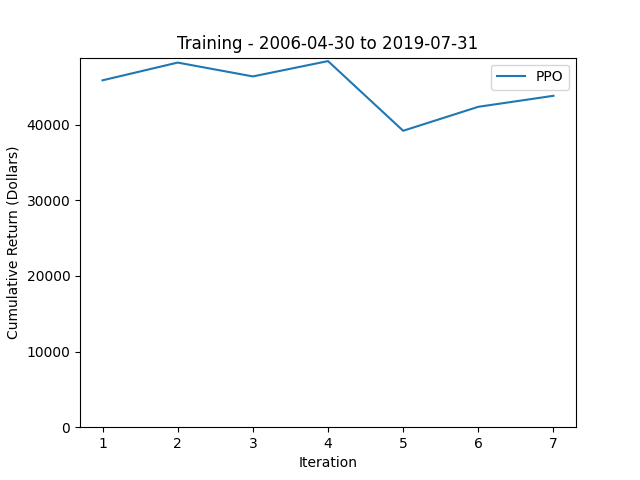 Training - 2006-04-30 to 2019-07-31
PPO
Cumulative Return (Dollars)
40000
30000
20000
10000
0
1 2 3 4 5 6 7
Iteration